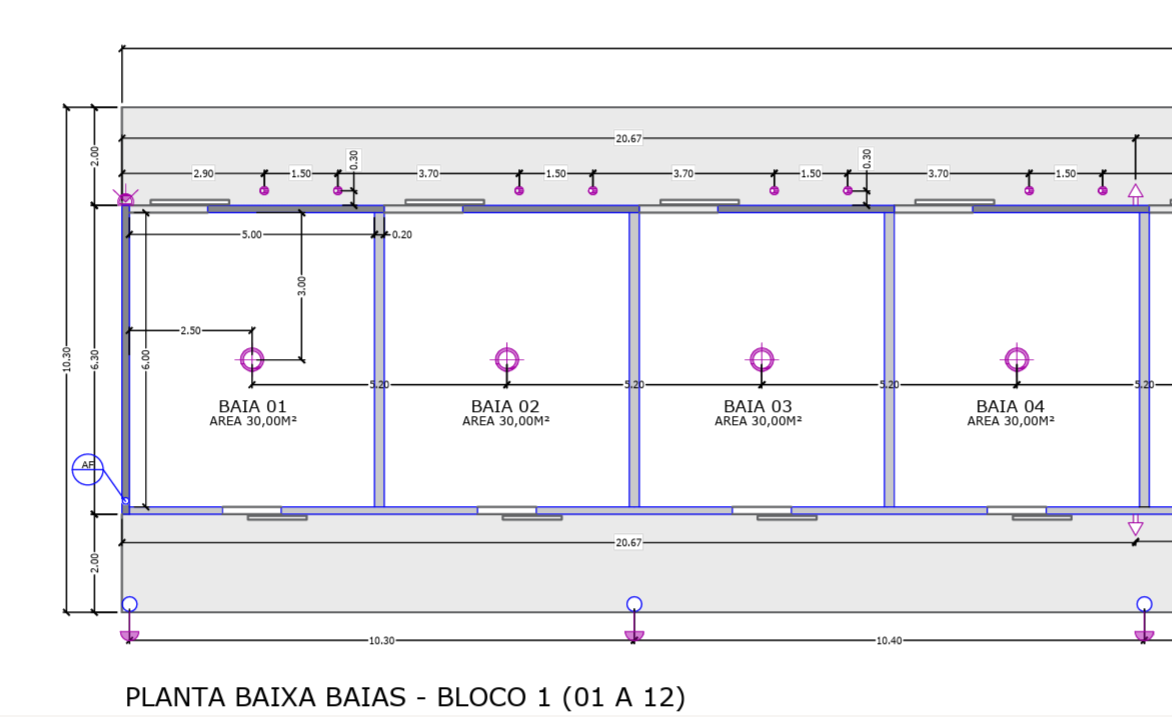 20.67
2.00
0.30
0.30
2.90
1.50
3.70
1.50
3.70
1.50
3.70
1.50
5.00
0.20
3.00
2.50
10.30
6.30
6.00
5.20
5.20
5.20
5.20
BAIA 01
BAIA 02
BAIA 03
BAIA 04
AREA 30,00M²
AREA 30,00M²
AREA 30,00M²
AREA 30,00M²
AF
20.67
2.00
10.30
10.40
PLANTA BAIXA BAIAS - BLOCO 1 (01 A 12)